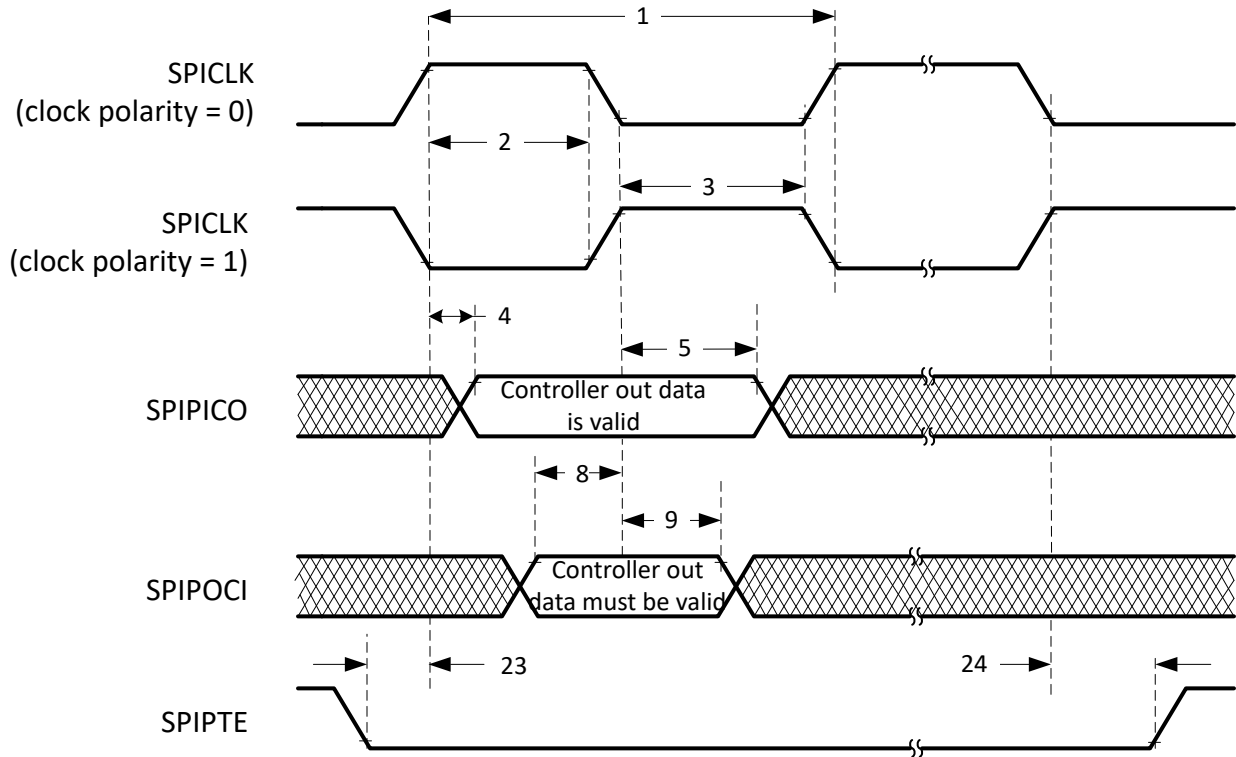 1
SPICLK
(clock polarity = 0)
2
3
SPICLK
(clock polarity = 1)
4
5
SPIPICO
Controller out data
is valid
8
9
SPIPOCI
Controller out
data must be valid
23
24
SPIPTE